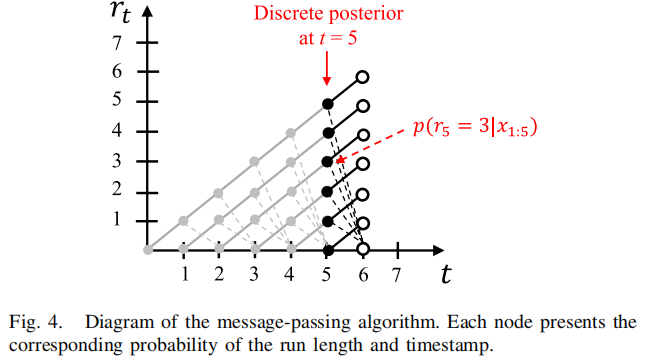 r_t
Discrete posterior
at t = 5
7
6
5
4
3
2
1
p(r_5 = 3|x_{1:5})
1 2 3 4 5 6 7 t
Fig. 4. Diagram of the message-passing algorithm. Each node presents the
corresponding probability of the run length and timestamp.